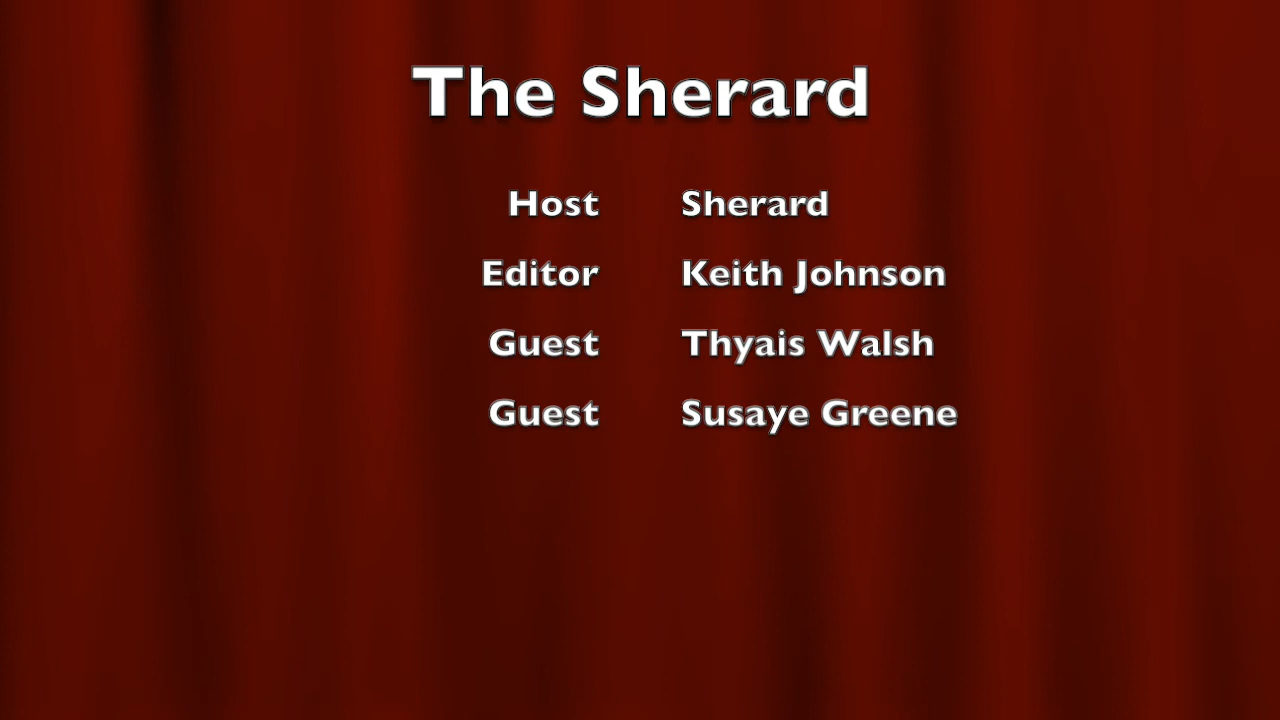 The Sherard
Host Sherard
Editor Keith Johnson
Guest Thyais Walsh
Guest Susaye Greene